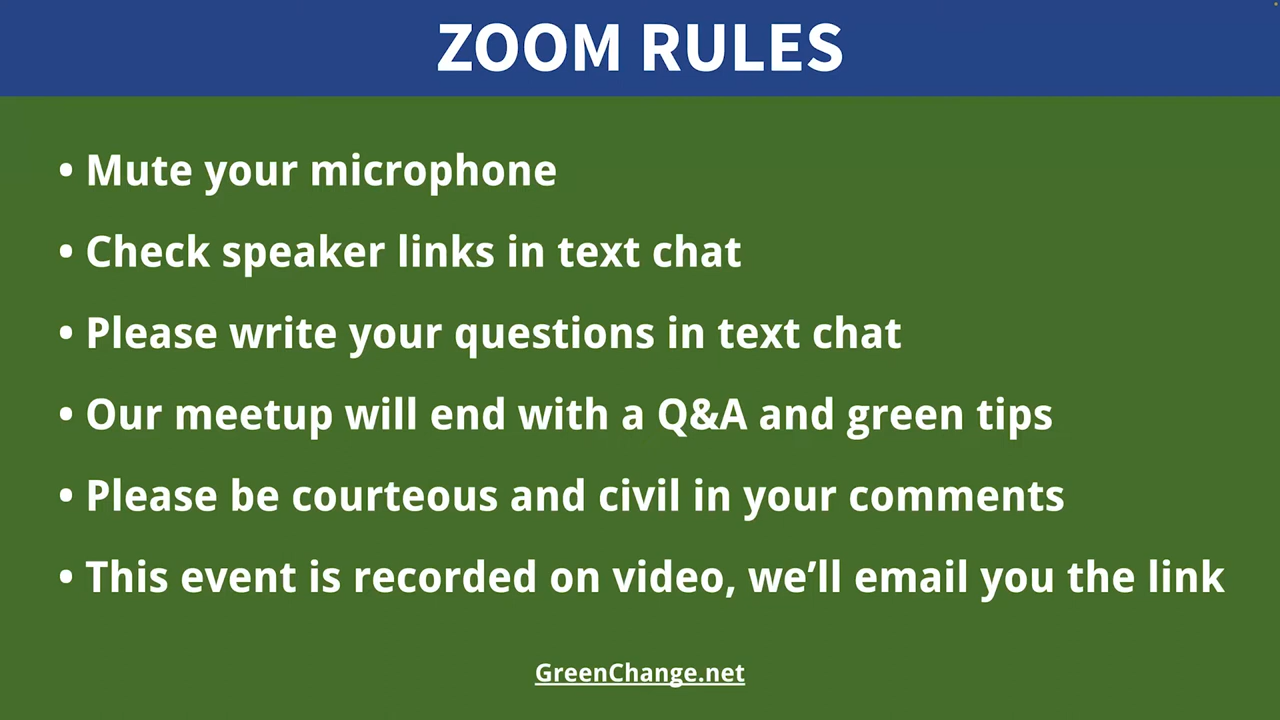 ZOOM RULES
• Mute your microphone
• Check speaker links in text chat
• Please write your questions in text chat
• Our meetup will end with a Q&A and green tips
• Please be courteous and civil in your comments
• This event is recorded on video, we’ll email you the link
GreenChange.net